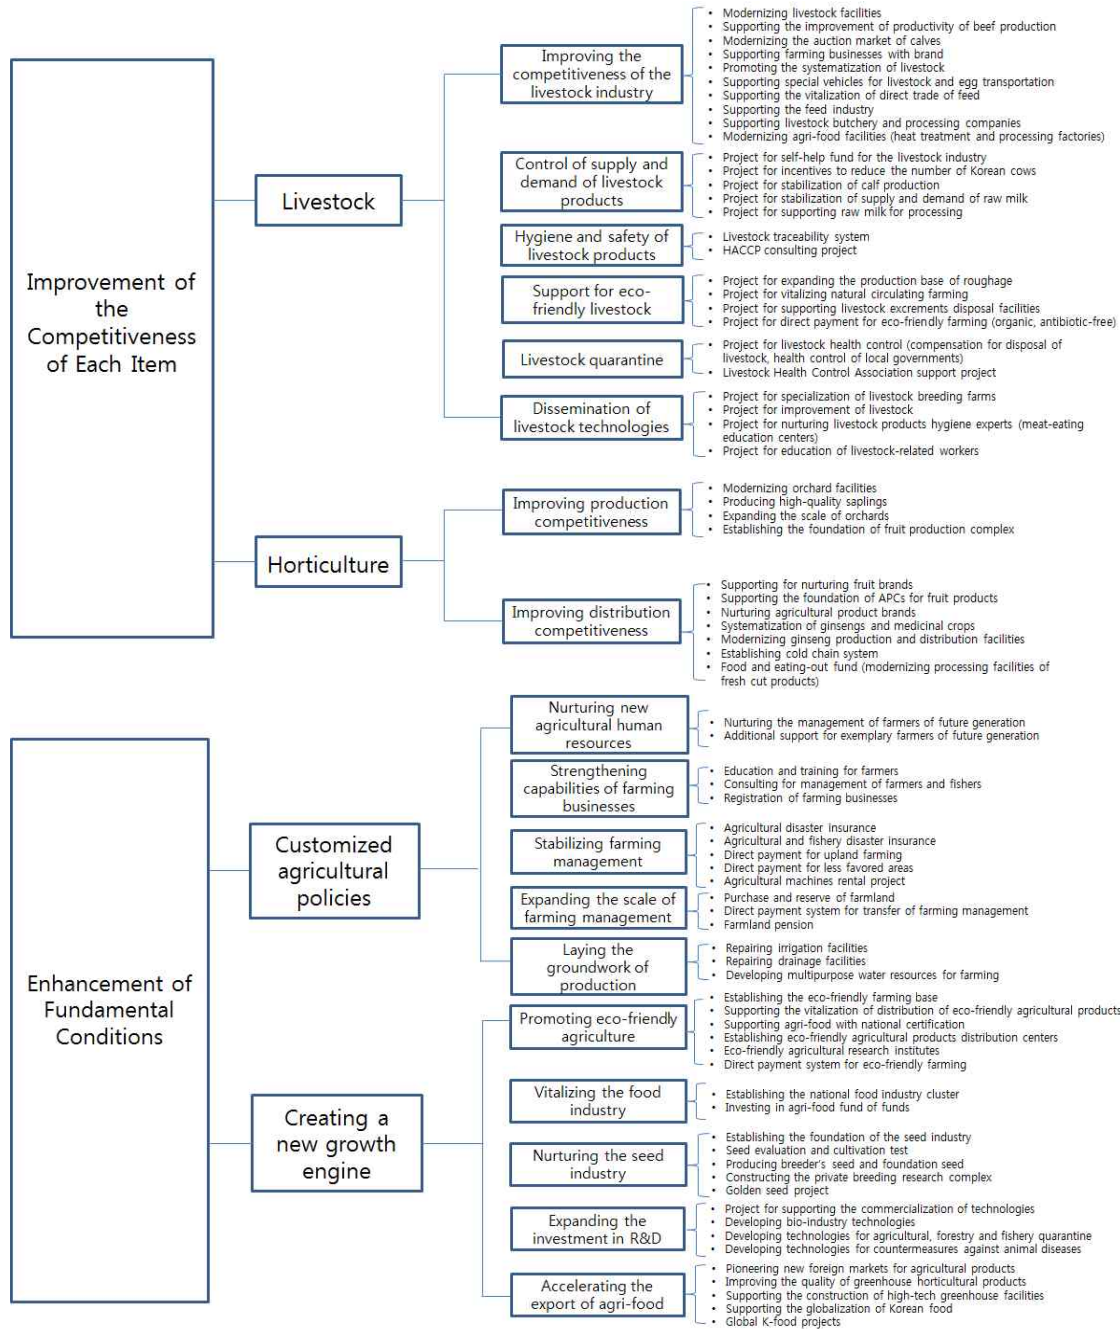 Improvement of
the
Competitiveness
of Each Item
Livestock
Improving the
competitiveness of the
livestock industry
• Modernizing livestock facilities
• Supporting the improvement of productivity of beef production
• Modernizing the auction market of calves
• Supporting farming businesses with brand
• Promoting the systematization of livestock
• Supporting special vehicles for livestock and egg transportation
• Supporting the vitalization of direct trade of feed
• Supporting the feed industry
• Supporting livestock butchery and processing companies
• Modernizing agri-food facilities (heat treatment and processing factories)
Control of supply and
demand of livestock
products
• Project for self-help fund for the livestock industry
• Project for incentives to reduce the number of Korean cows
• Project for stabilization of calf production
• Project for stabilization of supply and demand of raw milk
• Project for supporting raw milk for processing
Hygiene and safety of
livestock products
• Livestock traceability system
• HACCP consulting project
Support for eco-
friendly livestock
• Project for expanding the production base of roughage
• Project for vitalizing natural circulating farming
• Project for supporting livestock excrements disposal facilities
• Project for direct payment for eco-friendly farming (organic, antibiotic-free)
Livestock quarantine
• Project for livestock health control (compensation for disposal of
livestock, health control of local governments)
• Livestock Health Control Association support project
Dissemination of
livestock technologies
• Project for specialization of livestock breeding farms
• Project for improvement of livestock
• Project for nurturing livestock products hygiene experts (meat-eating
education centers)
• Project for education of livestock-related workers
Horticulture
Improving production
competitiveness
• Modernizing orchard facilities
• Producing high-quality saplings
• Expanding the scale of orchards
• Establishing the foundation of fruit production complex
Improving distribution
competitiveness
• Supporting for nurturing fruit brands
• Supporting the foundation of APCs for fruit products
• Nurturing agricultural product brands
• Systematization of ginsengs and medicinal crops
• Modernizing ginseng production and distribution facilities
• Establishing cold chain system
• Food and eating-out fund (modernizing processing facilities of
fresh cut products)
Enhancement of
Fundamental
Conditions
Customized
agricultural
policies
Nurturing new
agricultural human
resources
• Nurturing the management of farmers of future generation
• Additional support for exemplary farmers of future generation
Strengthening
capabilities of farming
businesses
• Education and training for farmers
• Consulting for management of farmers and fishers
• Registration of farming businesses
Stabilizing farming
management
• Agricultural disaster insurance
• Agricultural and fishery disaster insurance
• Direct payment for upland farming
• Direct payment for less favored areas
• Agricultural machines rental project
Expanding the scale of
farming management
• Purchase and reserve of farmland
• Direct payment system for transfer of farming management
• Farmland pension
Laying the
groundwork of
production
• Repairing irrigation facilities
• Repairing drainage facilities
• Developing multipurpose water resources for farming
Creating a
new growth
engine
Promoting eco-friendly
agriculture
• Establishing the eco-friendly farming base
• Supporting the vitalization of distribution of eco-friendly agricultural products
• Supporting agri-food with national certification
• Establishing eco-friendly agricultural products distribution centers
• Eco-friendly agricultural research institutes
• Direct payment system for eco-friendly farming
Vitalizing the food
industry
• Establishing the national food industry cluster
• Investing in agri-food fund of funds
Nurturing the seed
industry
• Establishing the foundation of the seed industry
• Seed evaluation and cultivation test
• Producing breeder's seed and foundation seed
• Constructing the private breeding research complex
• Golden seed project
Expanding the
investment in R&D
• Project for supporting the commercialization of technologies
• Developing bio-industry technologies
• Developing technologies for agricultural, forestry and fishery quarantine
• Developing technologies for countermeasures against animal diseases
Accelerating the
export of agri-food
• Pioneering new foreign markets for agricultural products
• Improving the quality of greenhouse horticultural products
• Supporting the construction of high-tech greenhouse facilities
• Supporting the globalization of Korean food
• Global K-food projects